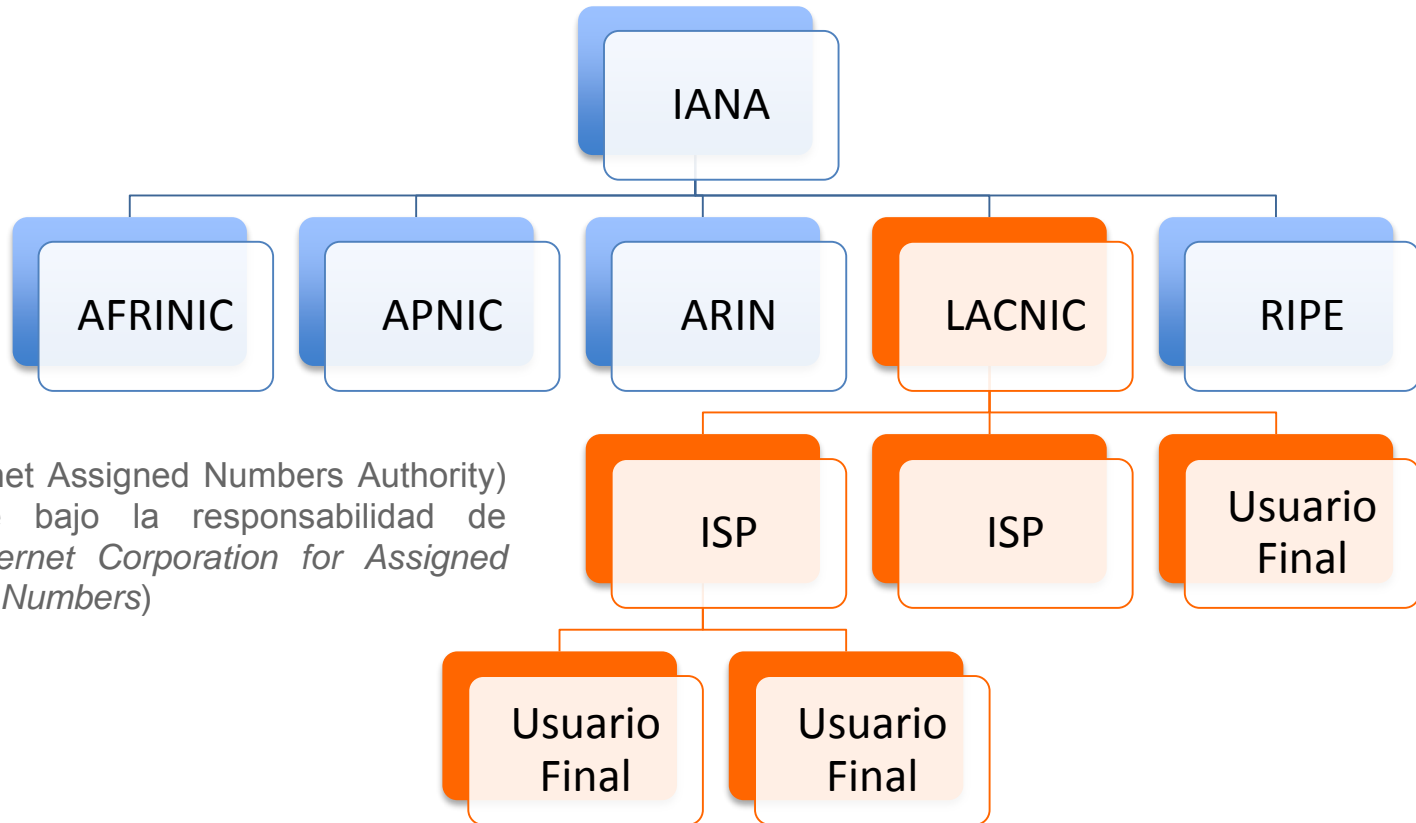 IANA
AFRINIC
APNIC
ARIN
LACNIC
RIPE
net Assigned Numbers Authority)
bajo la responsabilidad de
ernet Corporation for Assigned
Numbers)
ISP
ISP
Usuario
Final
Usuario
Final
Usuario
Final